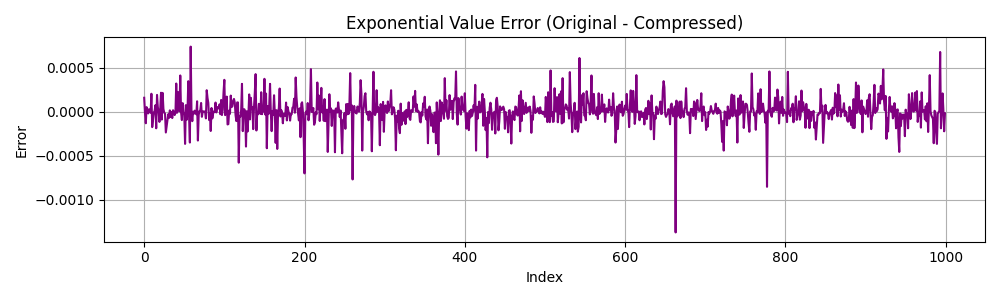 Exponential Value Error (Original - Compressed)
0.0005
0.0000
−0.0005
−0.0010
Error
0 200 400 600 800 1000
Index